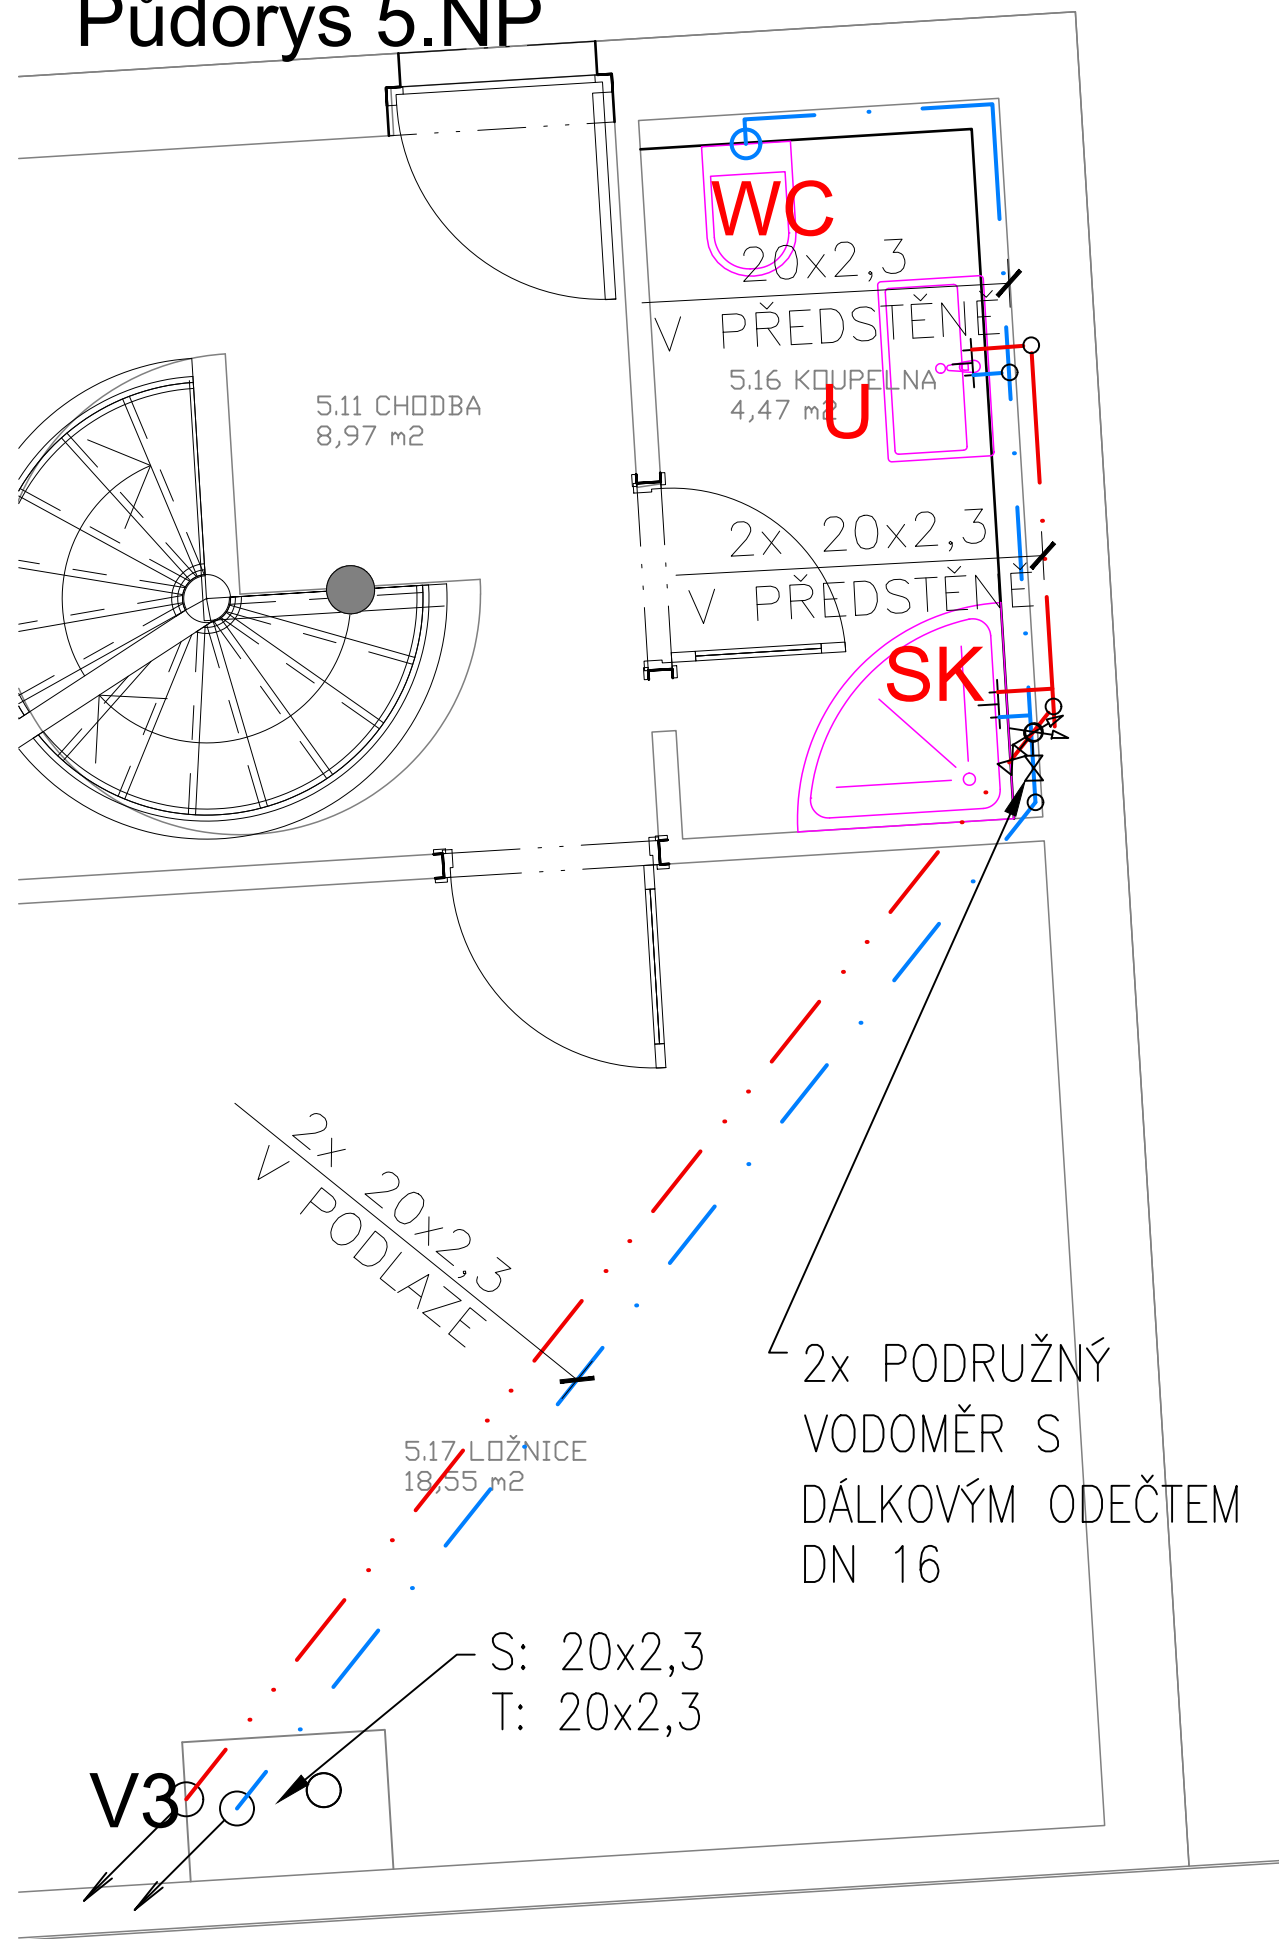 Půdorys 5.NP
WC
20x2,3
V PŘEDSTĚNĚ
5.16 KOUPELNA
4,47 m2
U
5.11 CHODBA
8,97 m2
2x 20x2,3
V PŘEDSTĚNĚ
SK
2x 20x2,3
V PODLAZE
2x PODRUŽNÝ
VODOMĚR S
DÁLKOVÝM ODEČTEM
DN 16
5.17 LOŽNICE
18,55 m2
S: 20x2,3
T: 20x2,3
V3